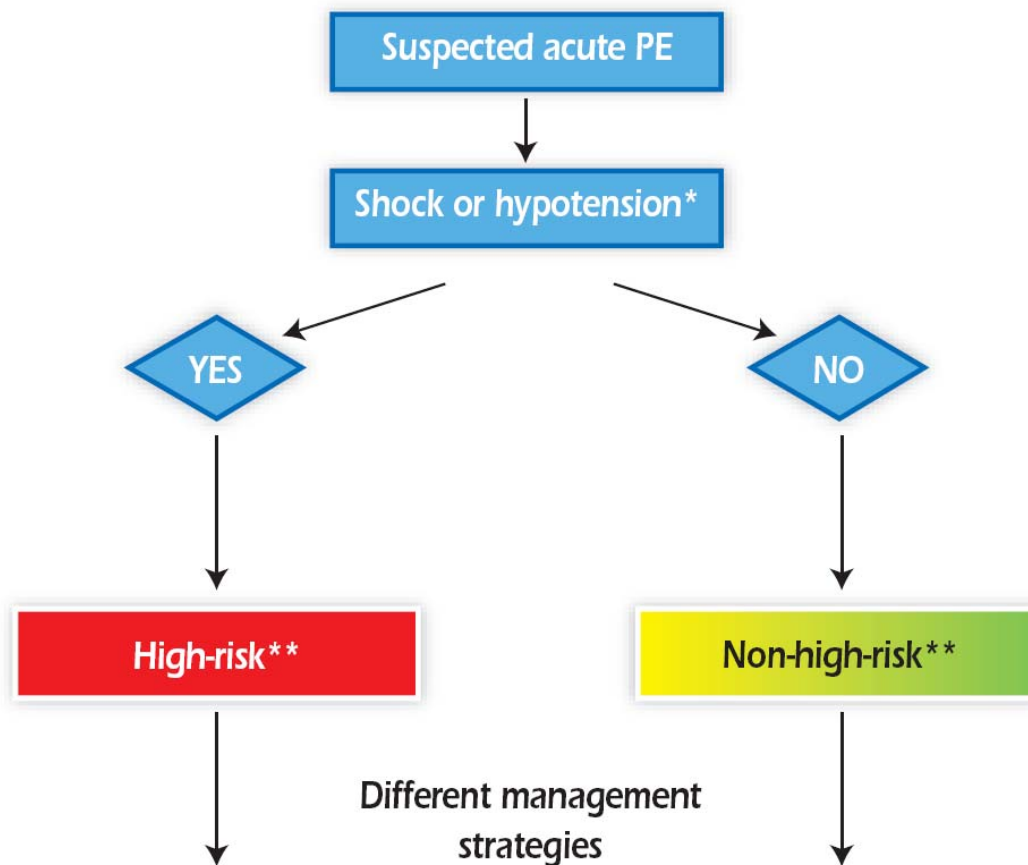 Suspected acute PE
Shock or hypotension*
YES
NO
High-risk**
Non-high-risk**
Different management
strategies